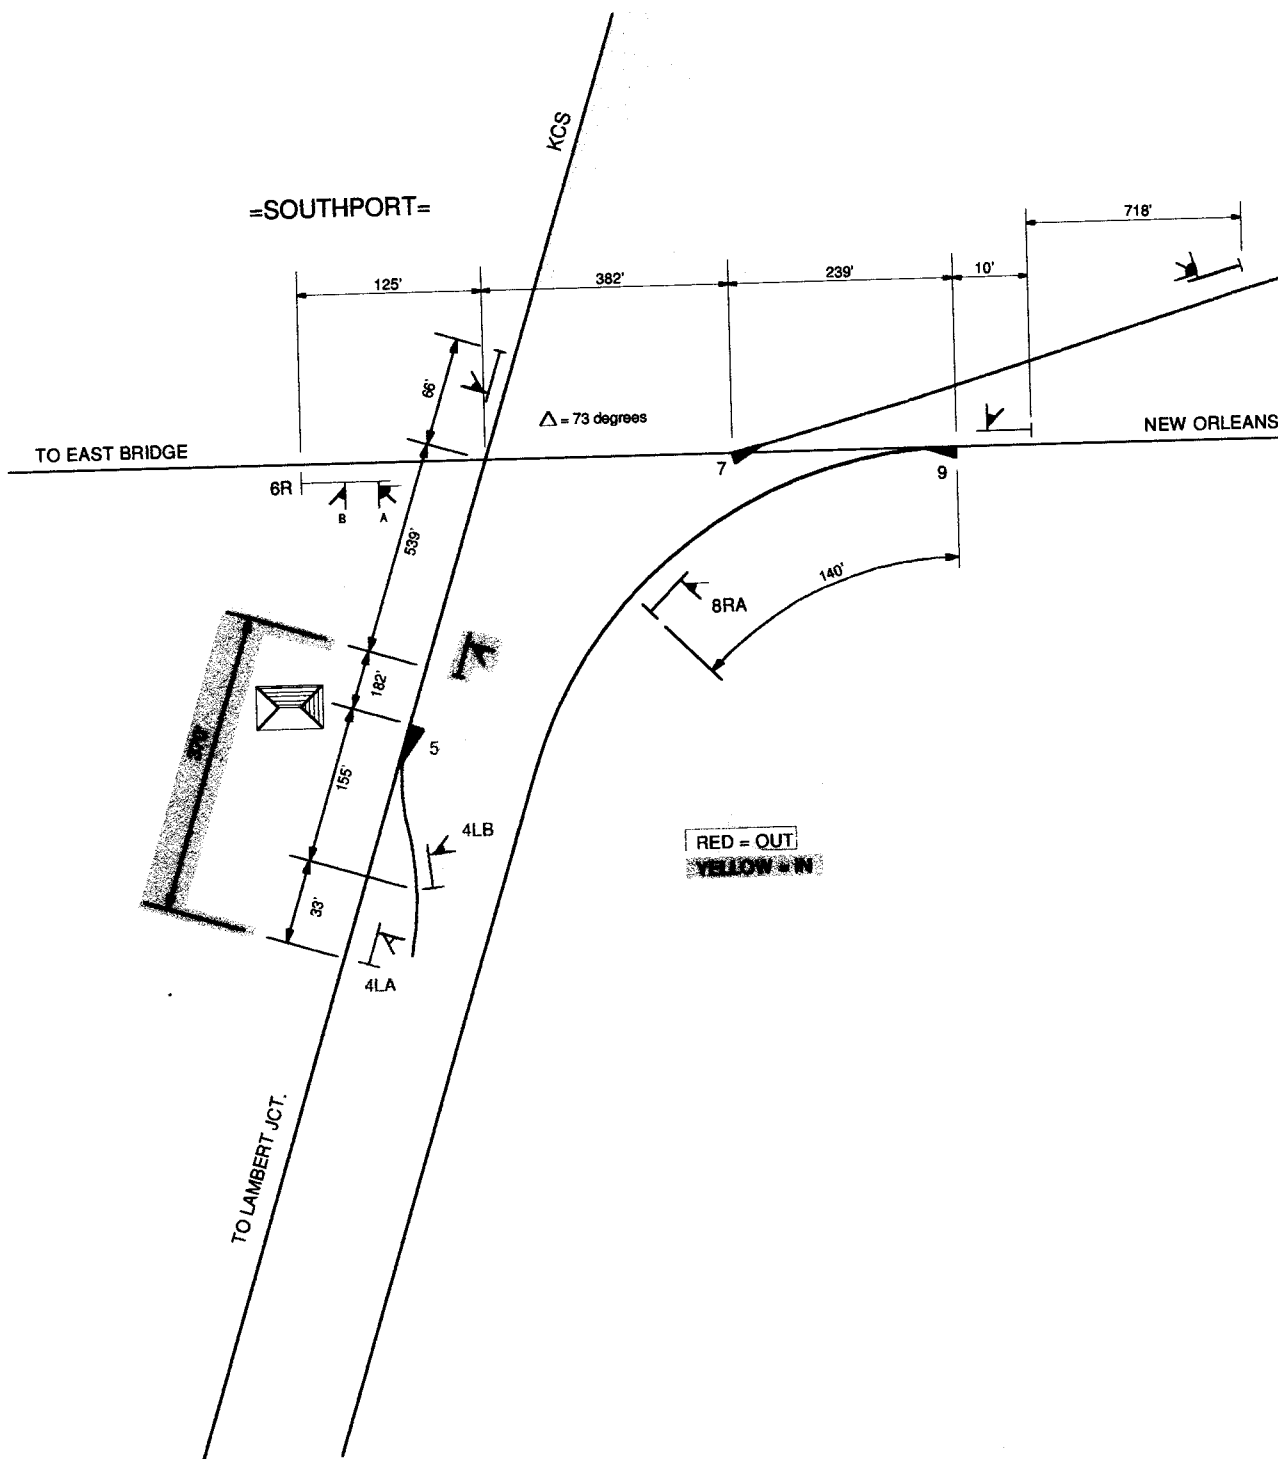 KCS
=SOUTHPORT=
718'
125'
382'
239'
10'
66'
△ = 73 degrees
NEW ORLEANS
TO EAST BRIDGE
7
9
6R
B
A
539'
140'
8RA
182'
5
155'
4LB
RED = OUT
YELLOW = IN
33'
4LA
TO LAMBERT JCT.